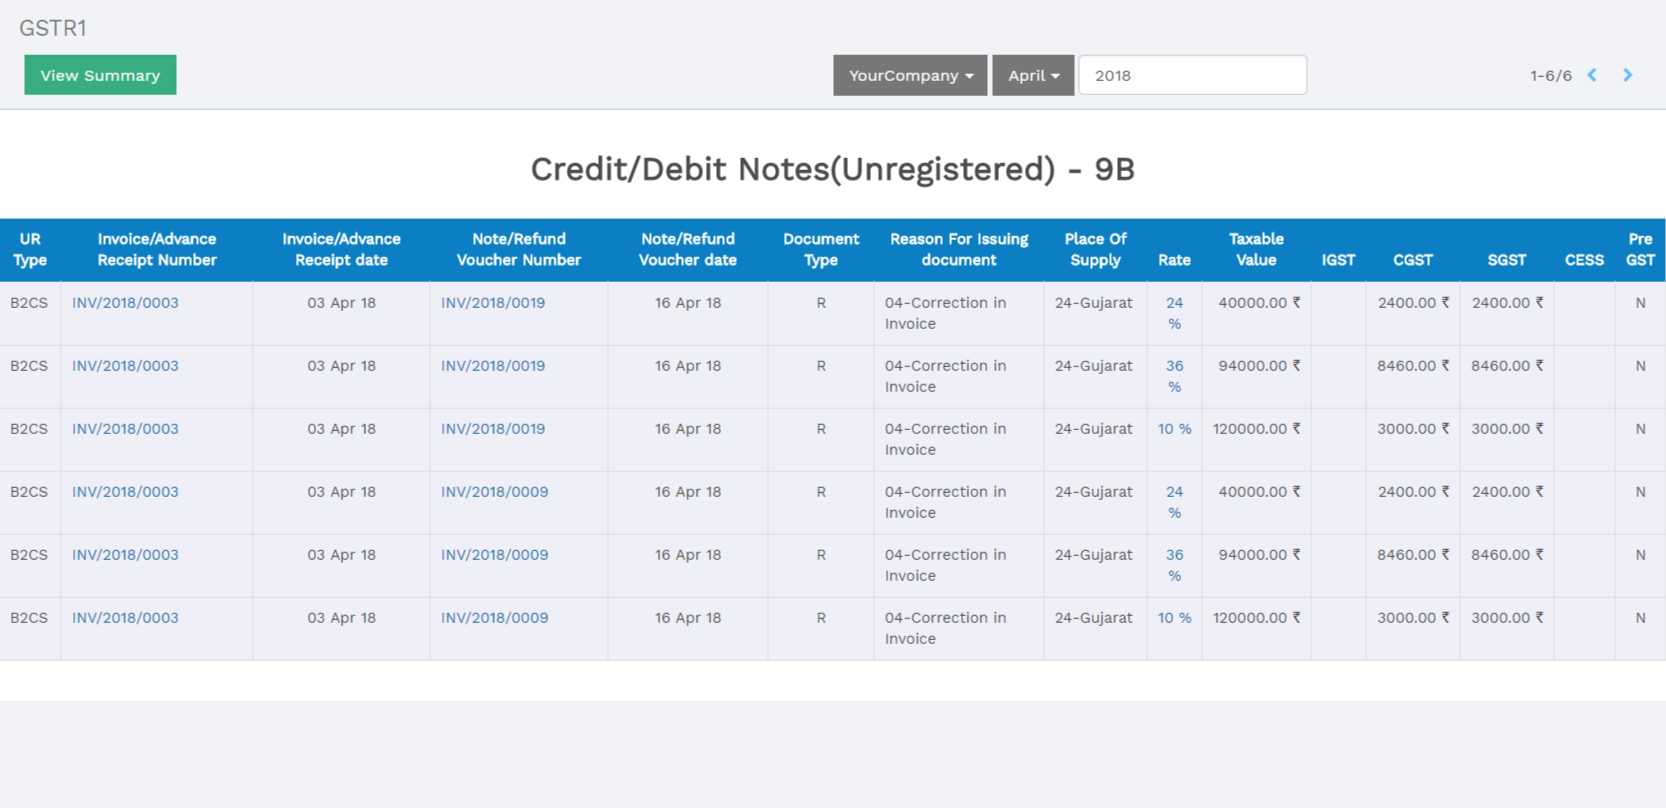 GSTR1
View Summary
YourCompany
April
2018
1-6/6
Credit/Debit Notes(Unregistered) - 9B
UR Type Invoice/Advance Receipt Number Invoice/Advance Receipt date Note/Refund Voucher Number Note/Refund Voucher date Document Type Reason For Issuing document Place Of Supply Rate Taxable Value IGST CGST SGST CESS Pre GST
B2CS INV/2018/0003 03 Apr 18 INV/2018/0019 16 Apr 18 R 04-Correction in Invoice 24-Gujarat 24 % 40000.00 ₹ 2400.00 ₹ 2400.00 ₹ N
B2CS INV/2018/0003 03 Apr 18 INV/2018/0019 16 Apr 18 R 04-Correction in Invoice 24-Gujarat 36 % 94000.00 ₹ 8460.00 ₹ 8460.00 ₹ N
B2CS INV/2018/0003 03 Apr 18 INV/2018/0019 16 Apr 18 R 04-Correction in Invoice 24-Gujarat 10 % 120000.00 ₹ 3000.00 ₹ 3000.00 ₹ N
B2CS INV/2018/0003 03 Apr 18 INV/2018/0009 16 Apr 18 R 04-Correction in Invoice 24-Gujarat 24 % 40000.00 ₹ 2400.00 ₹ 2400.00 ₹ N
B2CS INV/2018/0003 03 Apr 18 INV/2018/0009 16 Apr 18 R 04-Correction in Invoice 24-Gujarat 36 % 94000.00 ₹ 8460.00 ₹ 8460.00 ₹ N
B2CS INV/2018/0003 03 Apr 18 INV/2018/0009 16 Apr 18 R 04-Correction in Invoice 24-Gujarat 10 % 120000.00 ₹ 3000.00 ₹ 3000.00 ₹ N